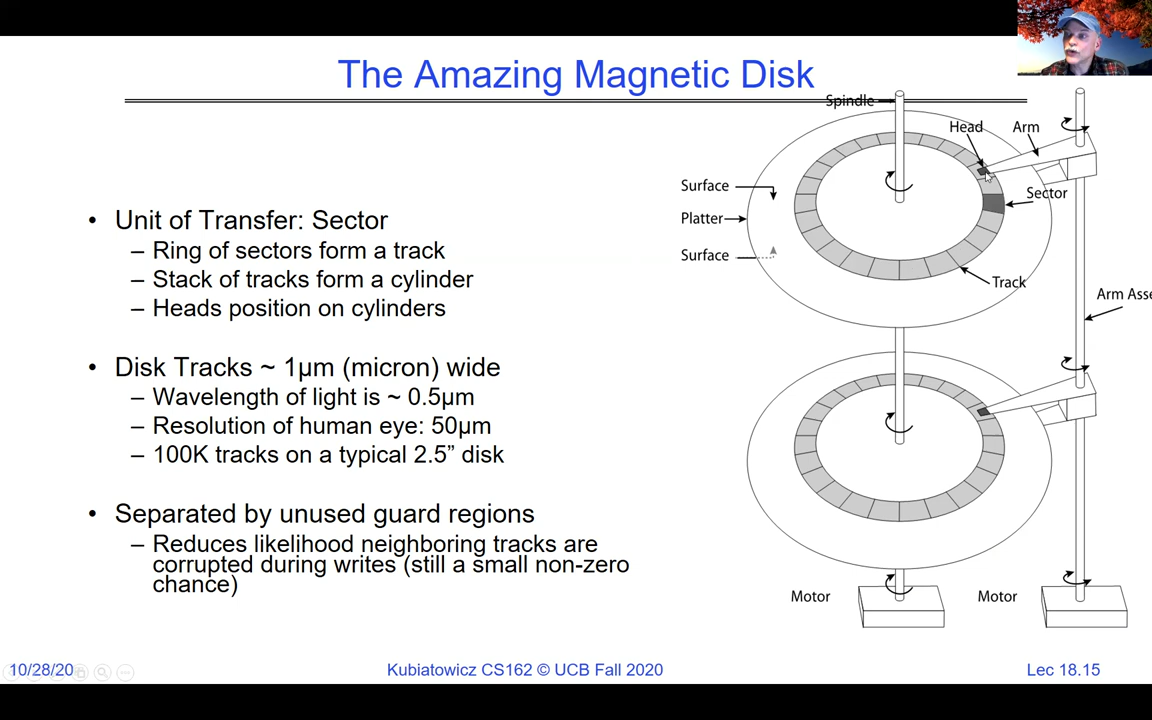 The Amazing Magnetic Disk
• Unit of Transfer: Sector
– Ring of sectors form a track
– Stack of tracks form a cylinder
– Heads position on cylinders
• Disk Tracks ~ 1µm (micron) wide
– Wavelength of light is ~ 0.5µm
– Resolution of human eye: 50µm
– 100K tracks on a typical 2.5” disk
• Separated by unused guard regions
– Reduces likelihood neighboring tracks are
corrupted during writes (still a small non-zero
chance)
Spindle
Head
Arm
Surface
Sector
Platter
Surface
Track
Arm Asse
Motor
Motor
10/28/20
Kubiatowicz CS162 © UCB Fall 2020
Lec 18.15